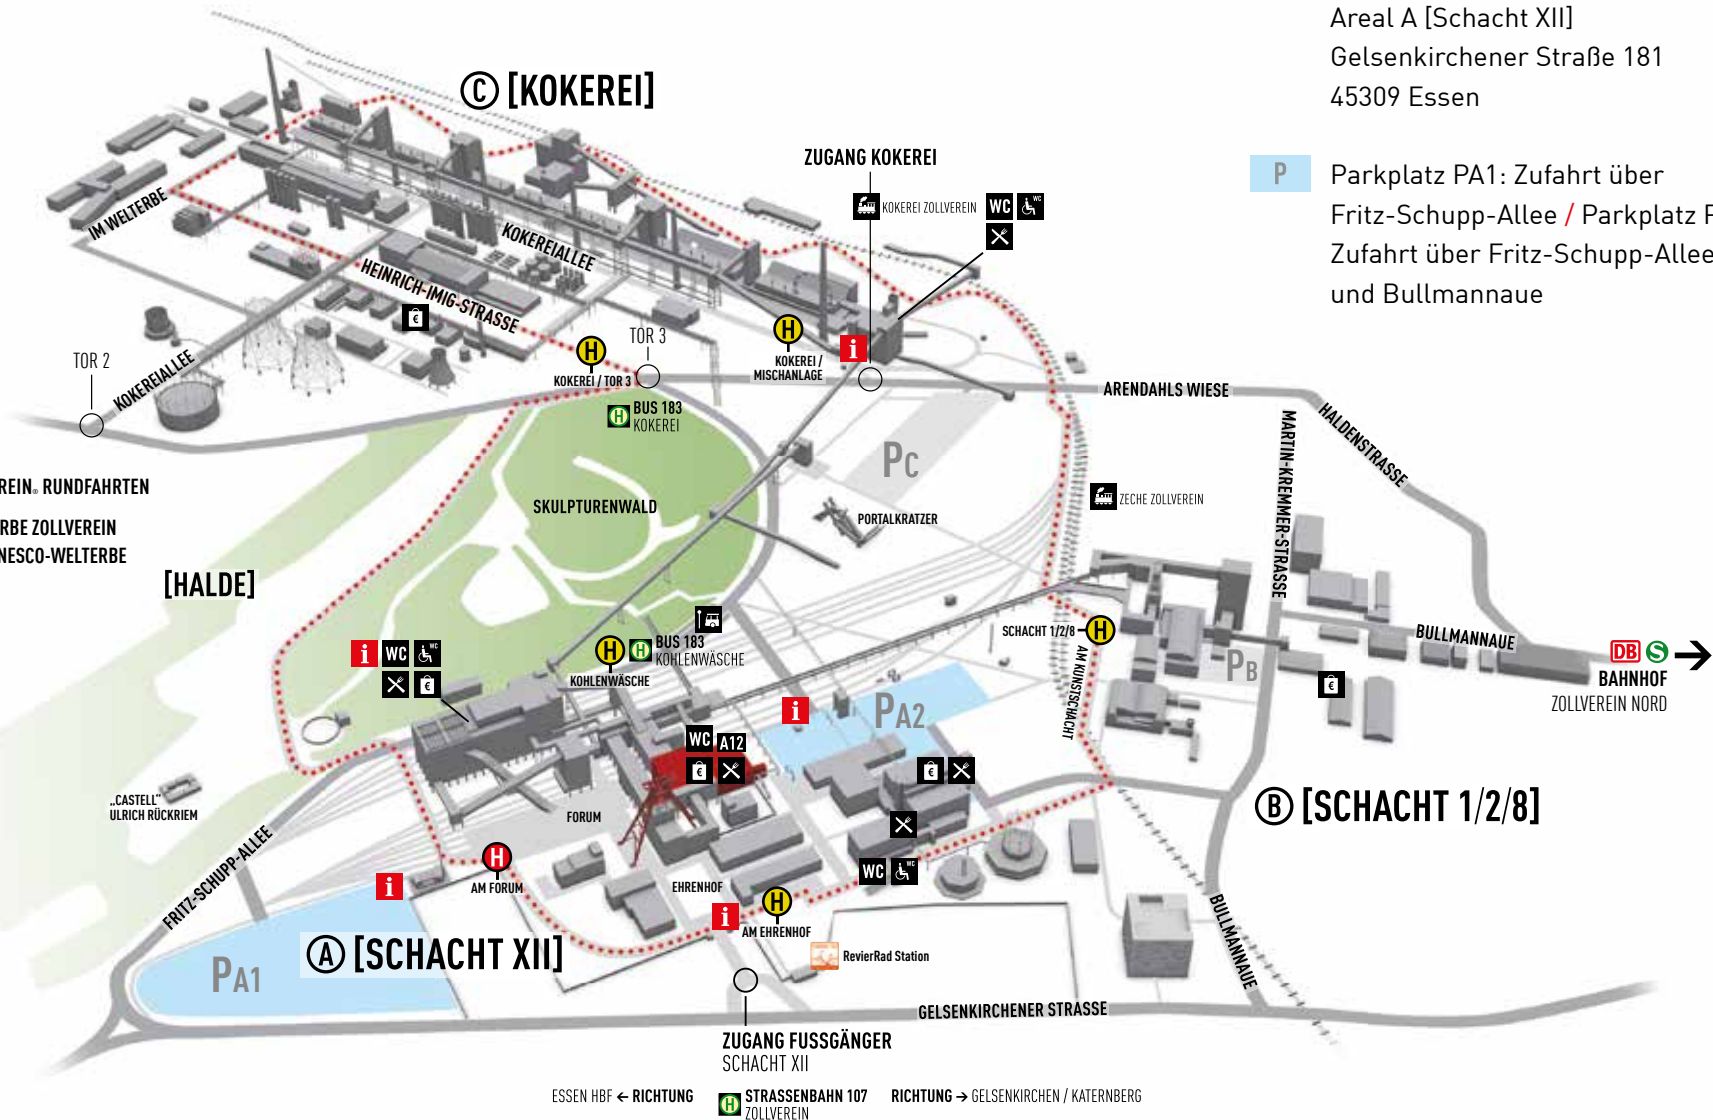 Areal A [Schacht XII]
Gelsenkirchener Straße 181
45309 Essen
P
Parkplatz PA1: Zufahrt über
Fritz-Schupp-Allee / Parkplatz
Zufahrt über Fritz-Schupp-Allee
und Bullmannaue
C [KOKEREI]
ZUGANG KOKEREI
KOKEREI ZOLLVEREIN
WC
WC
IM WELTERBE
KOKEREIALLEE
HEINRICH-IMIG-STRASSE
€
TOR 2
KOKEREIALLEE
H
KOKEREI / TOR 3
TOR 3
H
KOKEREI /
MISCHANLAGE
i
H
BUS 183
KOKEREI
ARENDAHLS WIESE
HALDENSTRASSE
MARTIN-KREMMER-STRASSE
PC
REIN® RUNDFAHRTEN
RBE ZOLLVEREIN
NESCO-WELTERBE
SKULPTURENWALD
PORTALKRATZER
ZECHE ZOLLVEREIN
[HALDE]
i
WC
WC
€
H
KOHLENWÄSCHE
H
BUS 183
KOHLENWÄSCHE
SCHACHT 1/2/8
H
AM KUNSTSCHACHT
BULLMANNAUE
PB
€
DB
S
BAHNHOF
ZOLLVEREIN NORD
i
PA2
WC
A12
€
€
„CASTELL“
ULRICH RÜCKRIEM
FORUM
B [SCHACHT 1/2/8]
FRITZ-SCHUPP-ALLEE
i
H
AM FORUM
EHRENHOF
WC
WC
i
H
AM EHRENHOF
RevierRad Station
BULLMANNAUE
A [SCHACHT XII]
PA1
GELSENKIRCHENER STRASSE
ZUGANG FUSSGÄNGER
SCHACHT XII
ESSEN HBF ← RICHTUNG
H
STRASSENBAHN 107
ZOLLVEREIN
RICHTUNG → GELSENKIRCHEN / KATERNBERG